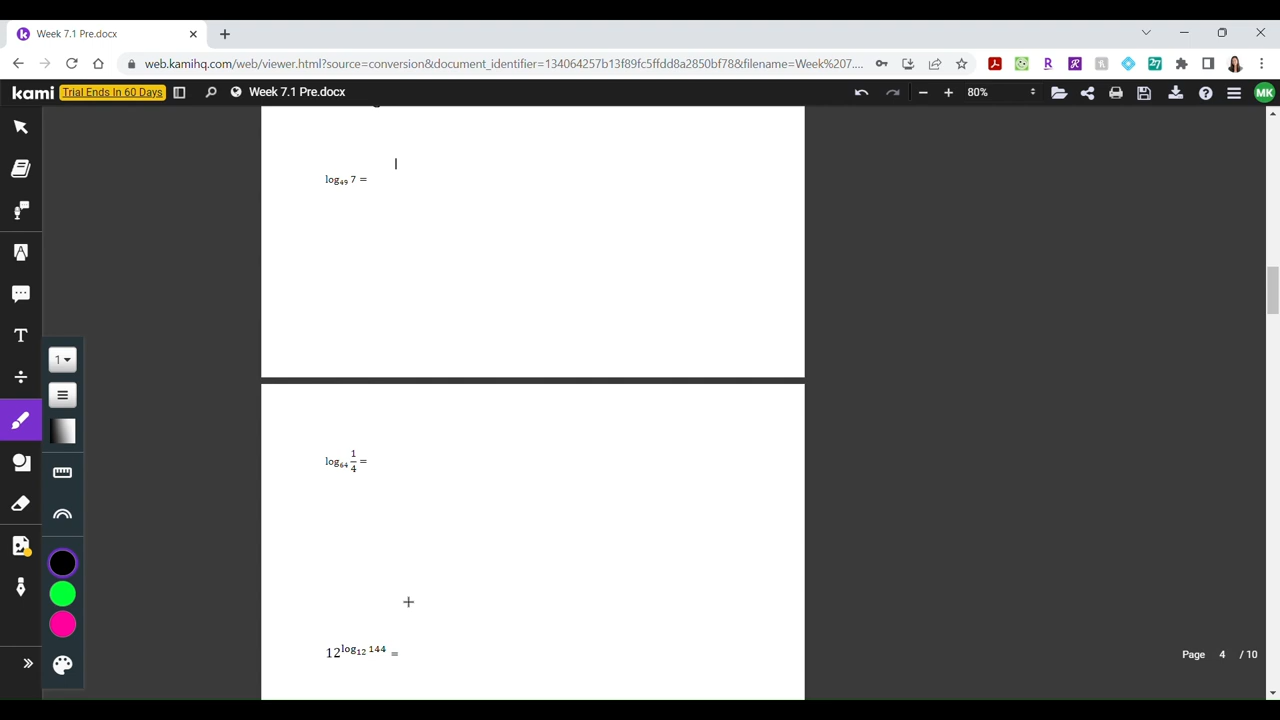 Week 7.1 Pre.docx
web.kamihq.com/web/viewer.html?source=conversion&document_identifier=134064257b13f89fc5ffdd8a2850bf78&filename=Week%207....
kami Trial Ends In 60 Days Week 7.1 Pre.docx 80% MK
log₄₉ 7 =
1
log₆₄ 1/4 =
12^log₁₂ 144 =
Page 4 / 10